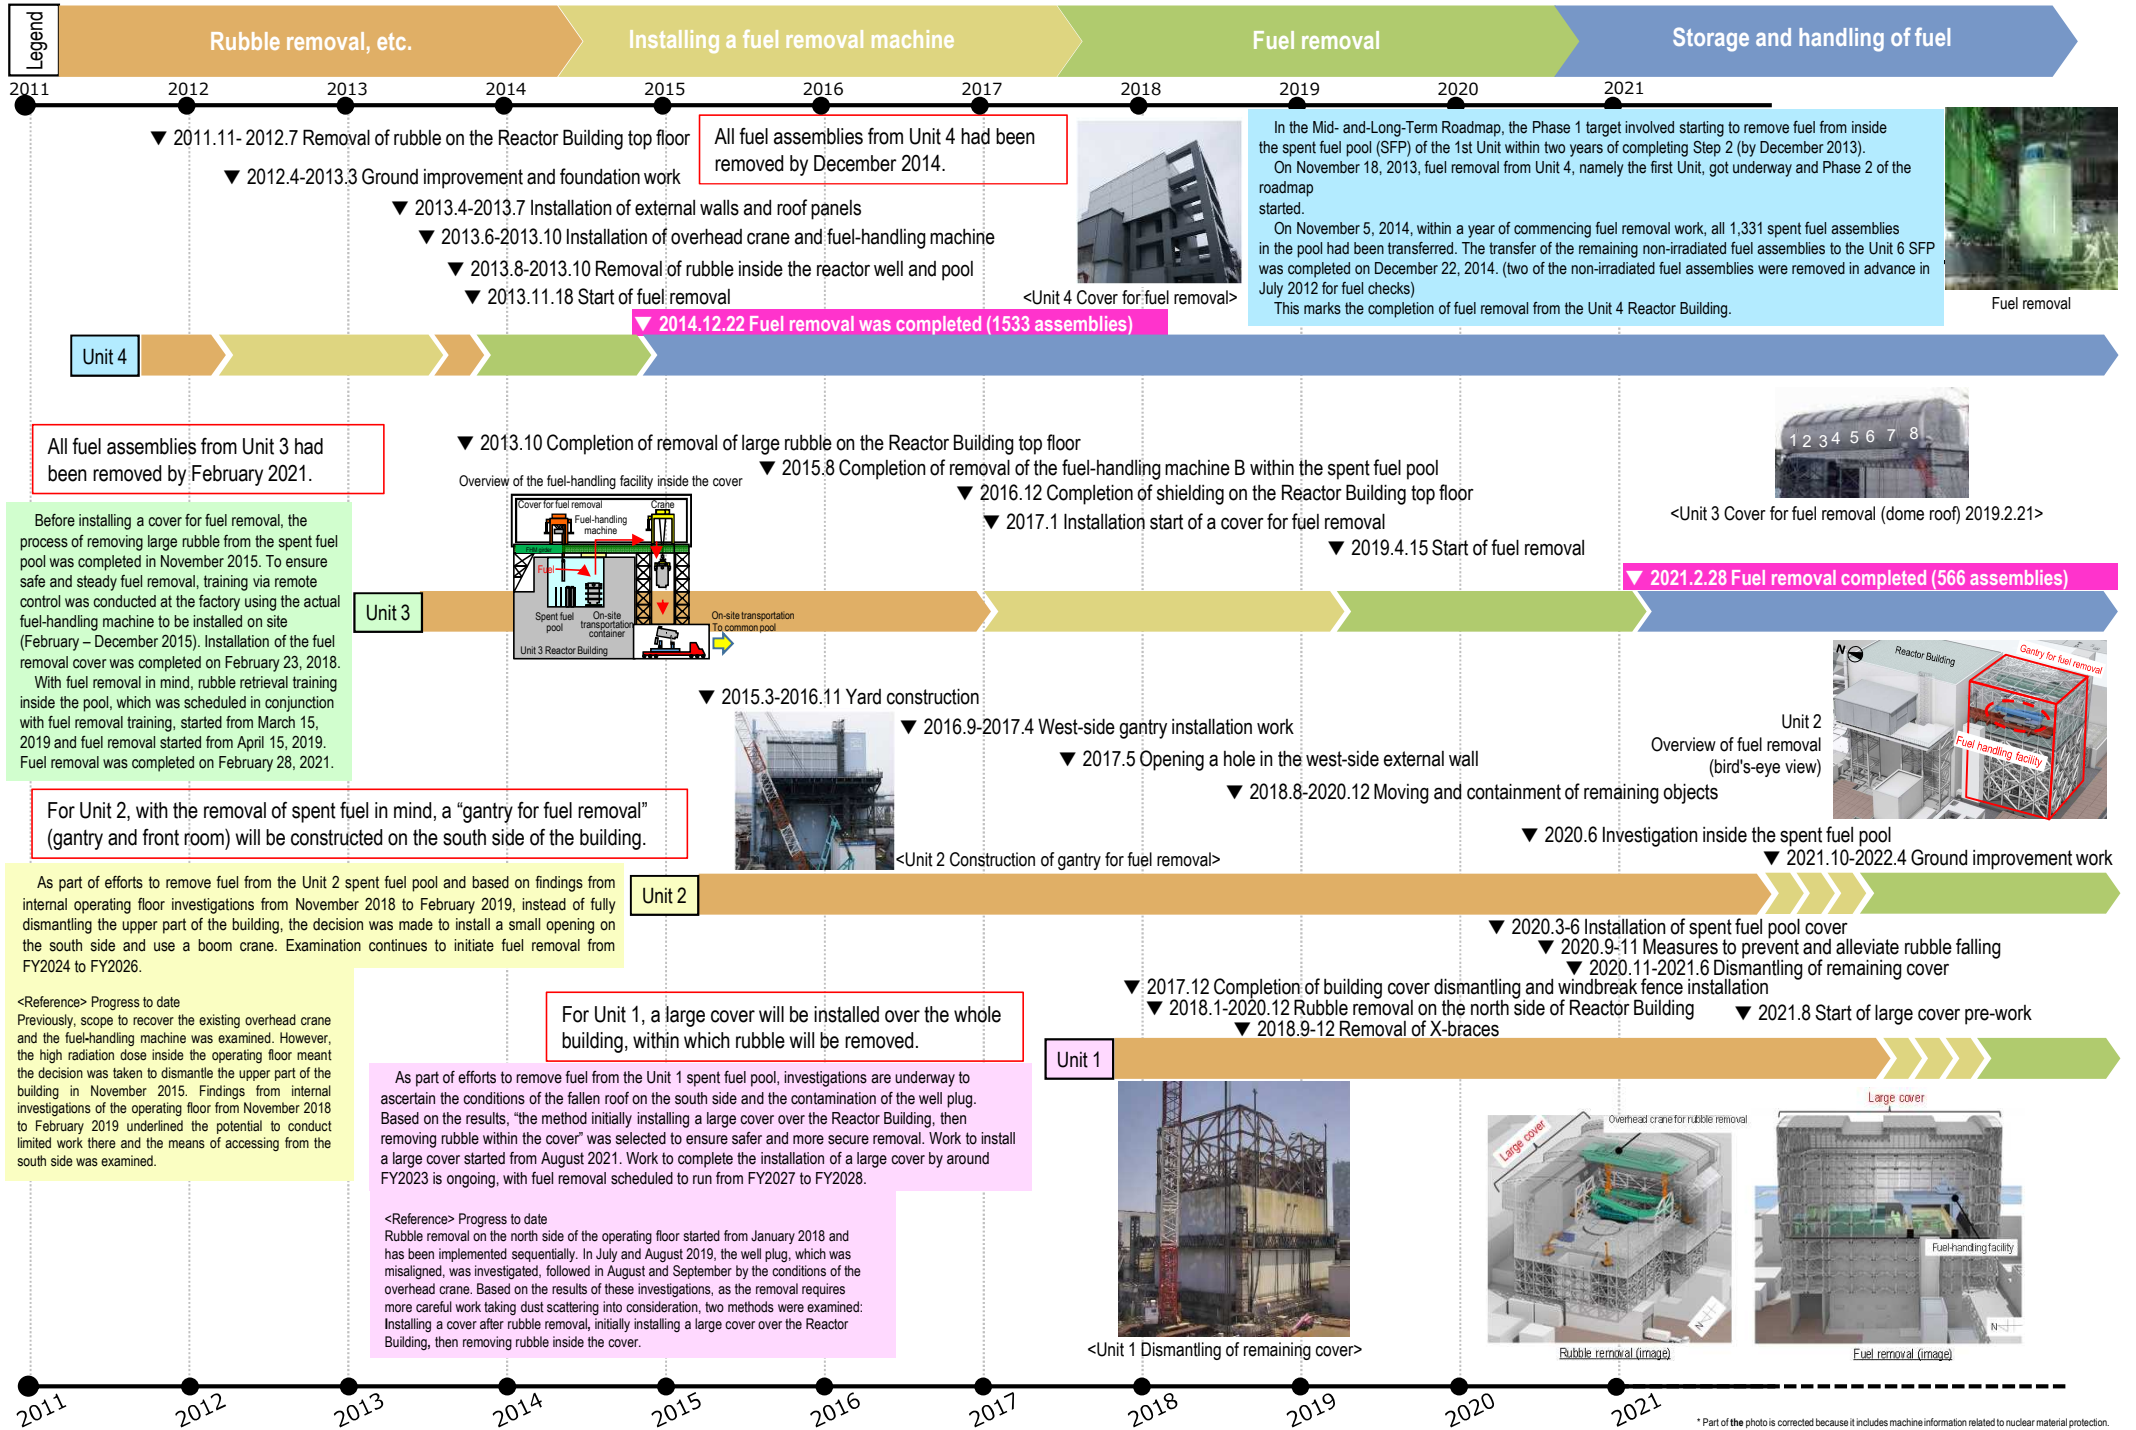 Legend
Rubble removal, etc.
Installing a fuel removal machine
Fuel removal
Storage and handling of fuel
2011 2012 2013 2014 2015 2016 2017 2018 2019 2020 2021
▼ 2011.11- 2012.7 Removal of rubble on the Reactor Building top floor
▼ 2012.4-2013.3 Ground improvement and foundation work
▼ 2013.4-2013.7 Installation of external walls and roof panels
▼ 2013.6-2013.10 Installation of overhead crane and fuel-handling machine
▼ 2013.8-2013.10 Removal of rubble inside the reactor well and pool
▼ 2013.11.18 Start of fuel removal
▼ 2014.12.22 Fuel removal was completed (1533 assemblies)
All fuel assemblies from Unit 4 had been
removed by December 2014.
<Unit 4 Cover for fuel removal>
In the Mid- and-Long-Term Roadmap, the Phase 1 target involved starting to remove fuel from inside
the spent fuel pool (SFP) of the 1st Unit within two years of completing Step 2 (by December 2013).
On November 18, 2013, fuel removal from Unit 4, namely the first Unit, got underway and Phase 2 of the
roadmap
started.
On November 5, 2014, within a year of commencing fuel removal work, all 1,331 spent fuel assemblies
in the pool had been transferred. The transfer of the remaining non-irradiated fuel assemblies to the Unit 6 SFP
was completed on December 22, 2014. (two of the non-irradiated fuel assemblies were removed in advance in
July 2012 for fuel checks)
This marks the completion of fuel removal from the Unit 4 Reactor Building.
Fuel removal
Unit 4
All fuel assemblies from Unit 3 had
been removed by February 2021.
Before installing a cover for fuel removal, the
process of removing large rubble from the spent fuel
pool was completed in November 2015. To ensure
safe and steady fuel removal, training via remote
control was conducted at the factory using the actual
fuel-handling machine to be installed on site
(February – December 2015). Installation of the fuel
removal cover was completed on February 23, 2018.
With fuel removal in mind, rubble retrieval training
inside the pool, which was scheduled in conjunction
with fuel removal training, started from March 15,
2019 and fuel removal started from April 15, 2019.
Fuel removal was completed on February 28, 2021.
▼ 2013.10 Completion of removal of large rubble on the Reactor Building top floor
▼ 2015.8 Completion of removal of the fuel-handling machine B within the spent fuel pool
▼ 2016.12 Completion of shielding on the Reactor Building top floor
▼ 2017.1 Installation start of a cover for fuel removal
▼ 2019.4.15 Start of fuel removal
▼ 2021.2.28 Fuel removal completed (566 assemblies)
Overview of the fuel-handling facility inside the cover
Cover for fuel removal
Crane
Fuel-handling
machine
FHM girder
Fuel
Spent fuel
pool
On-site
transportation
container
Unit 3 Reactor Building
On-site transportation
To common pool
Unit 3
1 2 3 4 5 6 7 8
<Unit 3 Cover for fuel removal (dome roof) 2019.2.21>
▼ 2015.3-2016.11 Yard construction
▼ 2016.9-2017.4 West-side gantry installation work
▼ 2017.5 Opening a hole in the west-side external wall
▼ 2018.8-2020.12 Moving and containment of remaining objects
▼ 2020.6 Investigation inside the spent fuel pool
▼ 2021.10-2022.4 Ground improvement work
<Unit 2 Construction of gantry for fuel removal>
Unit 2
Overview of fuel removal
(bird's-eye view)
N
Reactor Building
Gantry for fuel removal
Fuel handling facility
For Unit 2, with the removal of spent fuel in mind, a “gantry for fuel removal”
(gantry and front room) will be constructed on the south side of the building.
Unit 2
As part of efforts to remove fuel from the Unit 2 spent fuel pool and based on findings from
internal operating floor investigations from November 2018 to February 2019, instead of fully
dismantling the upper part of the building, the decision was made to install a small opening on
the south side and use a boom crane. Examination continues to initiate fuel removal from
FY2024 to FY2026.
<Reference> Progress to date
Previously, scope to recover the existing overhead crane
and the fuel-handling machine was examined. However,
the high radiation dose inside the operating floor meant
the decision was taken to dismantle the upper part of the
building in November 2015. Findings from internal
investigations of the operating floor from November 2018
to February 2019 underlined the potential to conduct
limited work there and the means of accessing from the
south side was examined.
▼ 2020.3-6 Installation of spent fuel pool cover
▼ 2020.9-11 Measures to prevent and alleviate rubble falling
▼ 2020.11-2021.6 Dismantling of remaining cover
▼ 2017.12 Completion of building cover dismantling and windbreak fence installation
▼ 2018.1-2020.12 Rubble removal on the north side of Reactor Building
▼ 2018.9-12 Removal of X-braces
▼ 2021.8 Start of large cover pre-work
For Unit 1, a large cover will be installed over the whole
building, within which rubble will be removed.
Unit 1
As part of efforts to remove fuel from the Unit 1 spent fuel pool, investigations are underway to
ascertain the conditions of the fallen roof on the south side and the contamination of the well plug.
Based on the results, “the method initially installing a large cover over the Reactor Building, then
removing rubble within the cover” was selected to ensure safer and more secure removal. Work to install
a large cover started from August 2021. Work to complete the installation of a large cover by around
FY2023 is ongoing, with fuel removal scheduled to run from FY2027 to FY2028.
<Reference> Progress to date
Rubble removal on the north side of the operating floor started from January 2018 and
has been implemented sequentially. In July and August 2019, the well plug, which was
misaligned, was investigated, followed in August and September by the conditions of the
overhead crane. Based on the results of these investigations, as the removal requires
more careful work taking dust scattering into consideration, two methods were examined:
Installing a cover after rubble removal, initially installing a large cover over the Reactor
Building, then removing rubble inside the cover.
<Unit 1 Dismantling of remaining cover>
Large cover
Overhead crane for rubble removal
N
Rubble removal (image)
Large cover
Fuel-handling facility
N
Fuel removal (image)
2011 2012 2013 2014 2015 2016 2017 2018 2019 2020 2021
* Part of the photo is corrected because it includes machine information related to nuclear material protection.